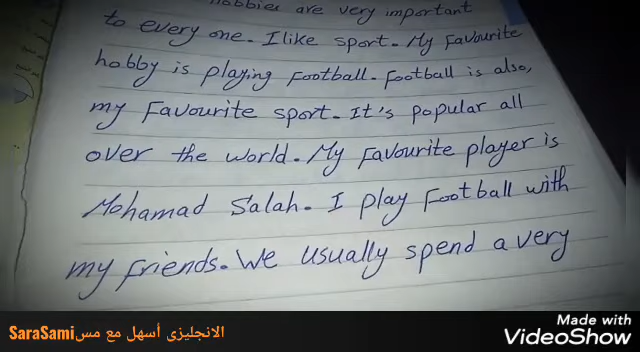 hobbies are very important
to every one. I like sport. My favourite
hobby is playing football. football is also,
my favourite sport. It's popular all
over the world. My favourite player is
Mohamad Salah. I play football with
my friends. We usually spend a very
الانجليزى أسهل مع مس SaraSami
Made with
VideoShow